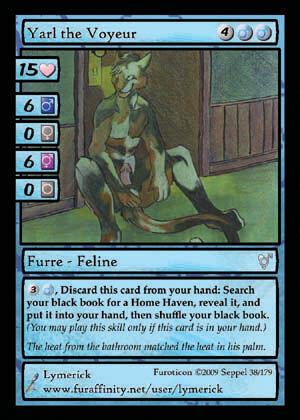 Yarl the Voyeur 4
15
6
0
6
0
Furre - Feline
3 , Discard this card from your hand: Search
your black book for a Home Haven, reveal it, and
put it into your hand, then shuffle your black book.
(You may play this skill only if this card is in your hand.)
The heat from the bathroom matched the heat in his palm.
Lymerick Euroticon ©2009 Seppel 38/179
www.furaffinity.net/user/lymerick